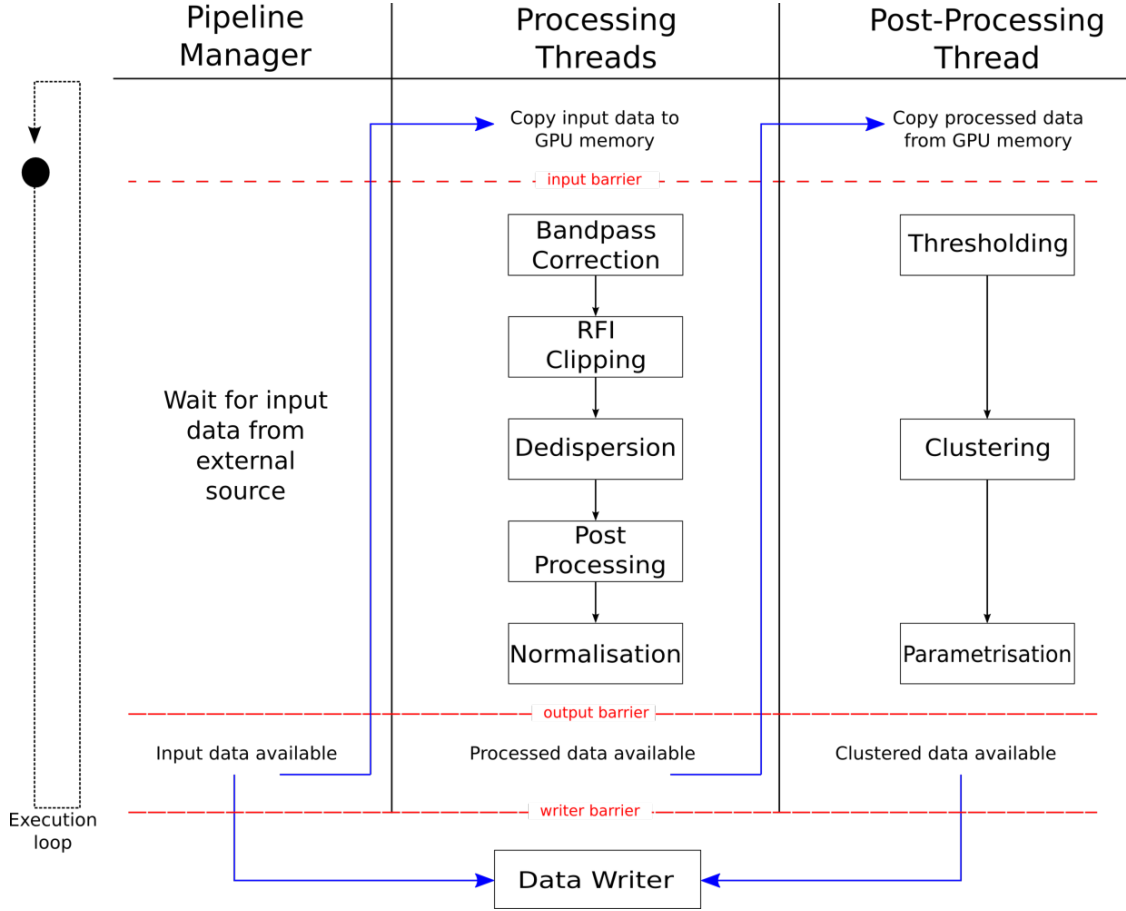 Pipeline
Manager
Processing
Threads
Post-Processing
Thread
Copy input data to
GPU memory
Copy processed data
from GPU memory
input barrier
Bandpass
Correction
Thresholding
RFI
Clipping
Wait for input
data from
external
source
Dedispersion
Clustering
Post
Processing
Normalisation
Parametrisation
output barrier
Input data available
Processed data available
Clustered data available
writer barrier
Execution
loop
Data Writer